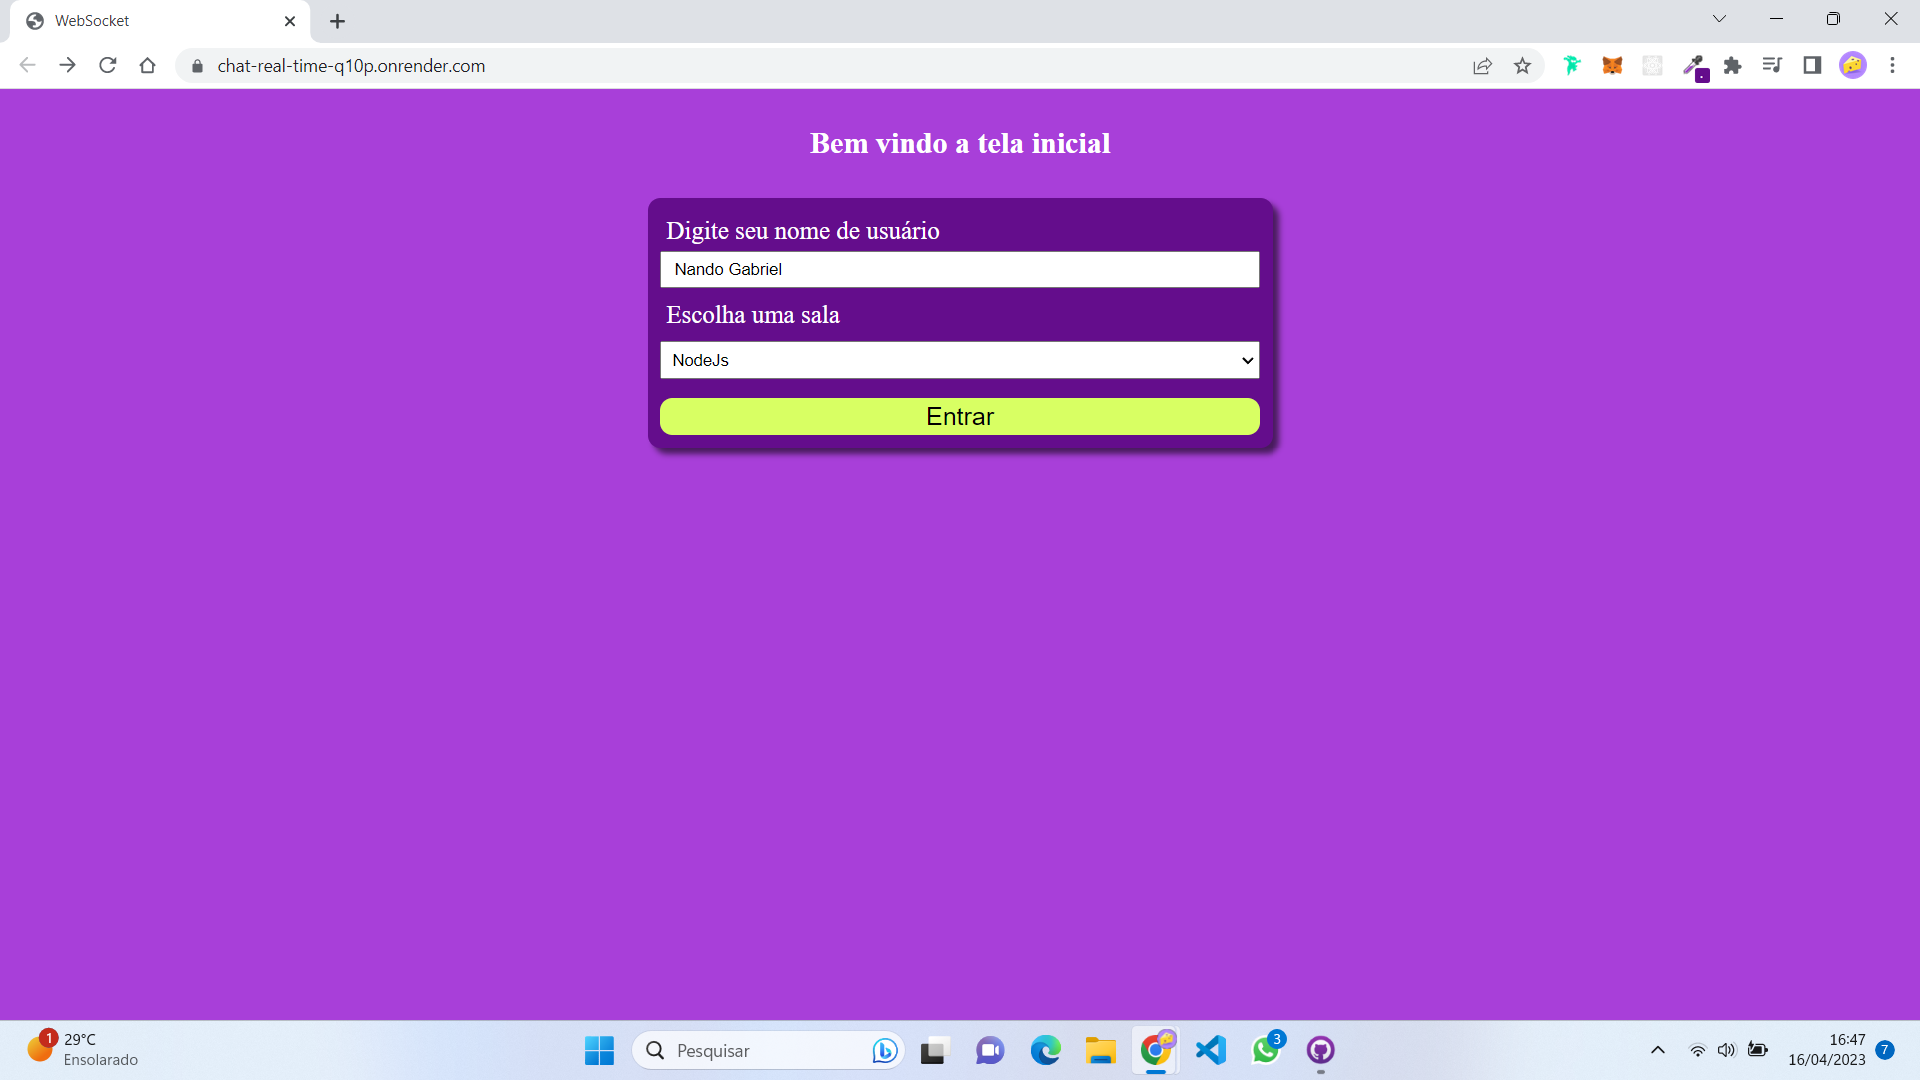 WebSocket
chat-real-time-q10p.onrender.com
Bem vindo a tela inicial
Digite seu nome de usuário
Nando Gabriel
Escolha uma sala
NodeJs
Entrar
1
29°C
Ensolarado
Pesquisar
3
16:47
16/04/2023
7